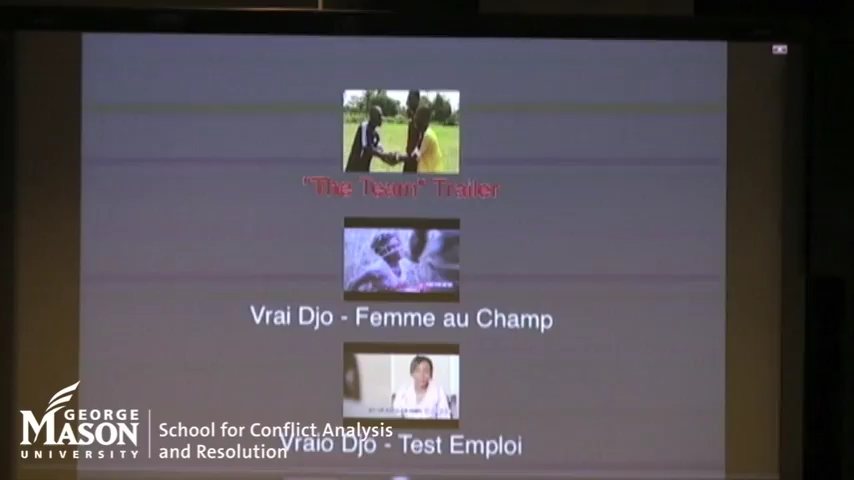 "The Team" Trailer
Vrai Djo - Femme au Champ
Vraio Djo - Test Emploi
GEORGE
MASON
UNIVERSITY
School for Conflict Analysis
and Resolution